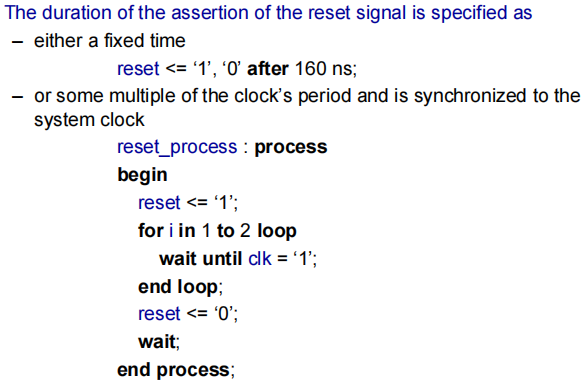 The duration of the assertion of the reset signal is specified as
– either a fixed time
reset <= ‘1’, ‘0’ after 160 ns;
– or some multiple of the clock’s period and is synchronized to the
system clock
reset_process : process
begin
reset <= ‘1’;
for i in 1 to 2 loop
wait until clk = ‘1’;
end loop;
reset <= ‘0’;
wait;
end process;